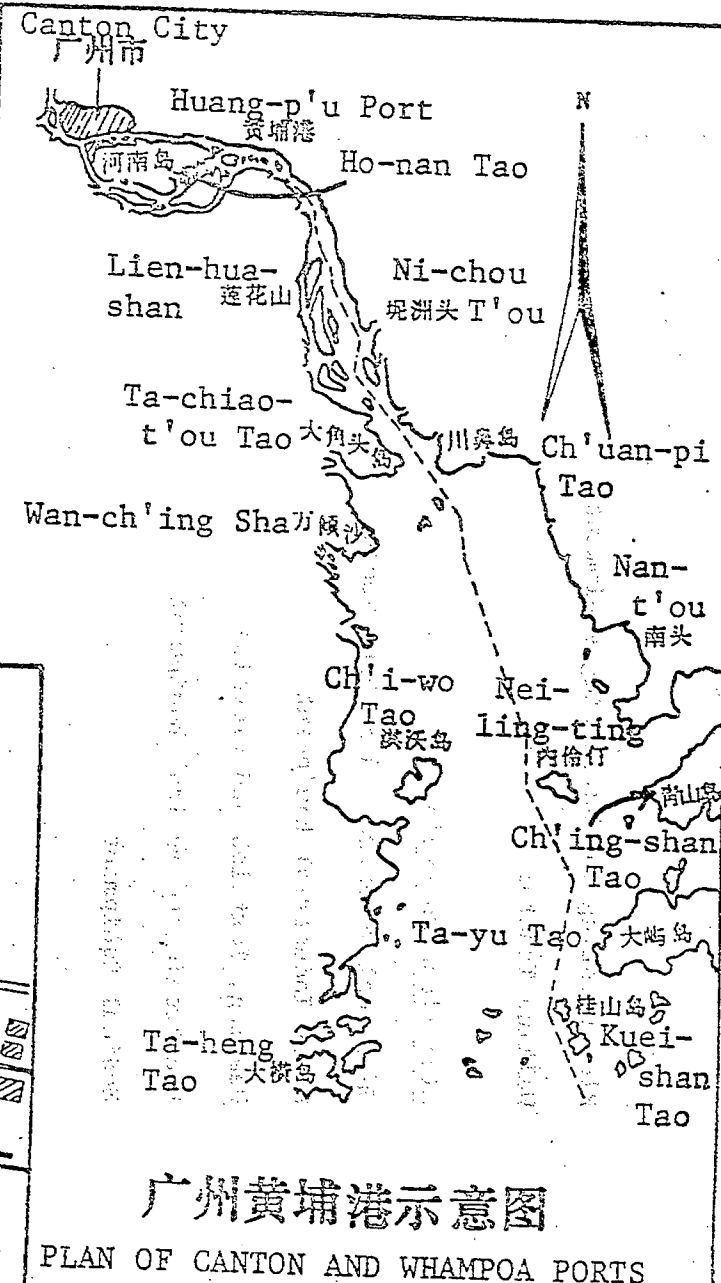 Canton City
广州市
N
Huang-p'u Port
黄埔港
河南岛
Ho-nan Tao
Lien-hua-
shan
莲花山
Ni-chou
T'ou
坭洲头
Ta-chiao-
t'ou Tao
大角头岛
川鼻岛
Ch'uan-pi
Tao
Wan-ch'ing Sha
万倾沙
Nan-
t'ou
南头
Ch'i-wo
Tao
淇沃岛
Nei-
ling-ting
内伶仃
青山岛
Ch'ing-shan
Tao
Ta-yu Tao
大屿岛
Ta-heng
Tao
大横岛
桂山岛
Kuei-
shan
Tao
广州黄埔港示意图
PLAN OF CANTON AND WHAMPOA PORTS